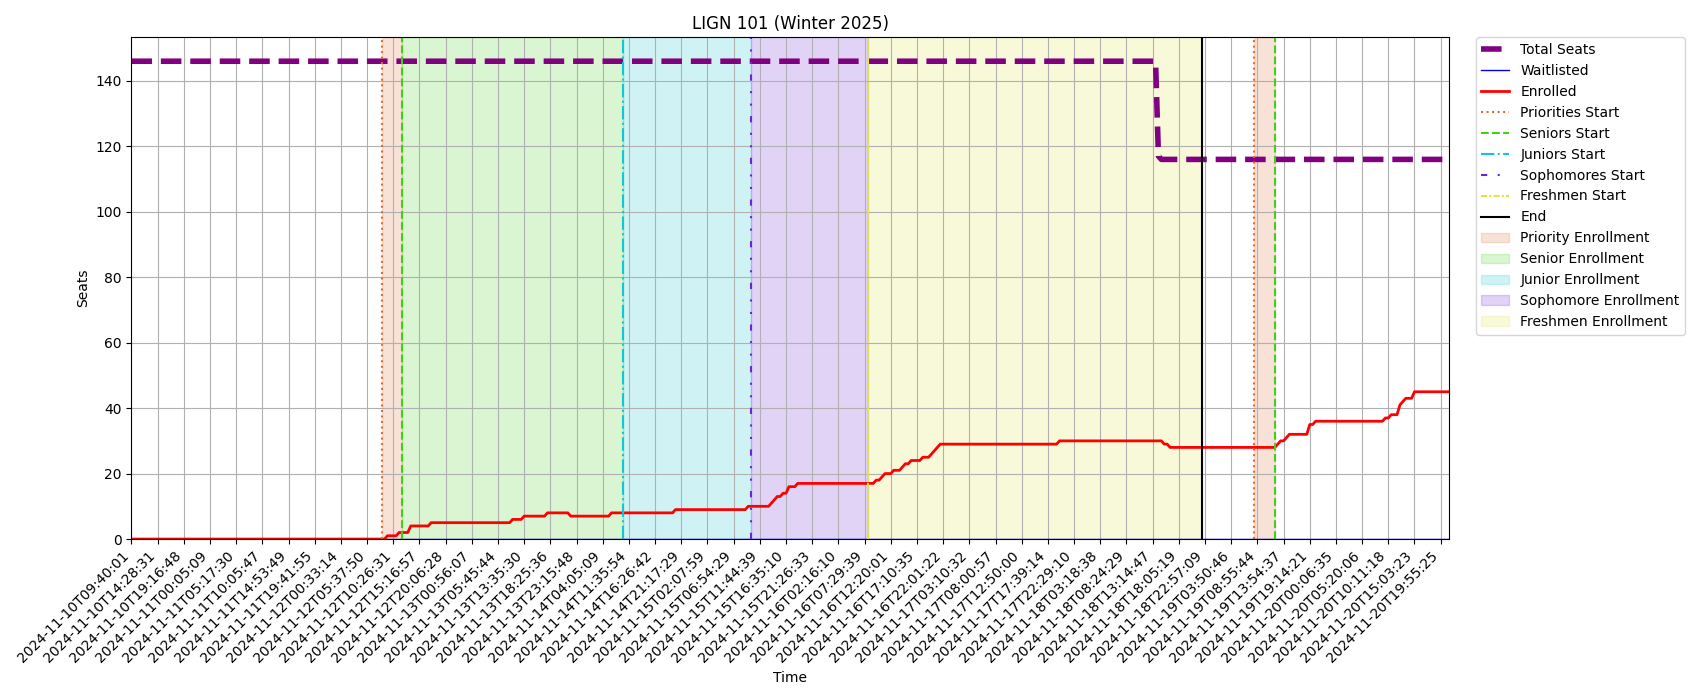 LIGN 101 (Winter 2025)
Total Seats
Waitlisted
Enrolled
Priorities Start
Seniors Start
Juniors Start
Sophomores Start
Freshmen Start
End
Priority Enrollment
Senior Enrollment
Junior Enrollment
Sophomore Enrollment
Freshmen Enrollment
Seats
140
120
100
80
60
40
20
0
2024-11-10T09:40:01
2024-11-10T14:28:31
2024-11-10T19:16:48
2024-11-11T00:05:09
2024-11-11T05:17:30
2024-11-11T10:05:47
2024-11-11T14:53:49
2024-11-11T19:41:55
2024-11-12T00:33:14
2024-11-12T05:37:50
2024-11-12T10:26:31
2024-11-12T15:16:57
2024-11-12T20:06:28
2024-11-13T00:56:07
2024-11-13T05:45:44
2024-11-13T13:35:30
2024-11-13T18:25:36
2024-11-13T23:15:48
2024-11-14T04:05:09
2024-11-14T11:35:54
2024-11-14T16:26:42
2024-11-14T21:17:29
2024-11-15T02:07:59
2024-11-15T06:54:29
2024-11-15T11:44:39
2024-11-15T16:35:10
2024-11-15T21:26:33
2024-11-16T02:16:10
2024-11-16T07:29:39
2024-11-16T12:20:01
2024-11-16T17:10:35
2024-11-16T22:01:22
2024-11-17T03:10:32
2024-11-17T08:00:57
2024-11-17T12:50:00
2024-11-17T17:39:14
2024-11-17T22:29:10
2024-11-18T03:18:38
2024-11-18T08:24:29
2024-11-18T13:14:47
2024-11-18T18:05:19
2024-11-18T22:57:09
2024-11-19T03:50:46
2024-11-19T08:55:44
2024-11-19T13:54:37
2024-11-19T19:14:21
2024-11-20T00:06:35
2024-11-20T05:20:06
2024-11-20T10:11:18
2024-11-20T15:03:23
2024-11-20T19:55:25
Time